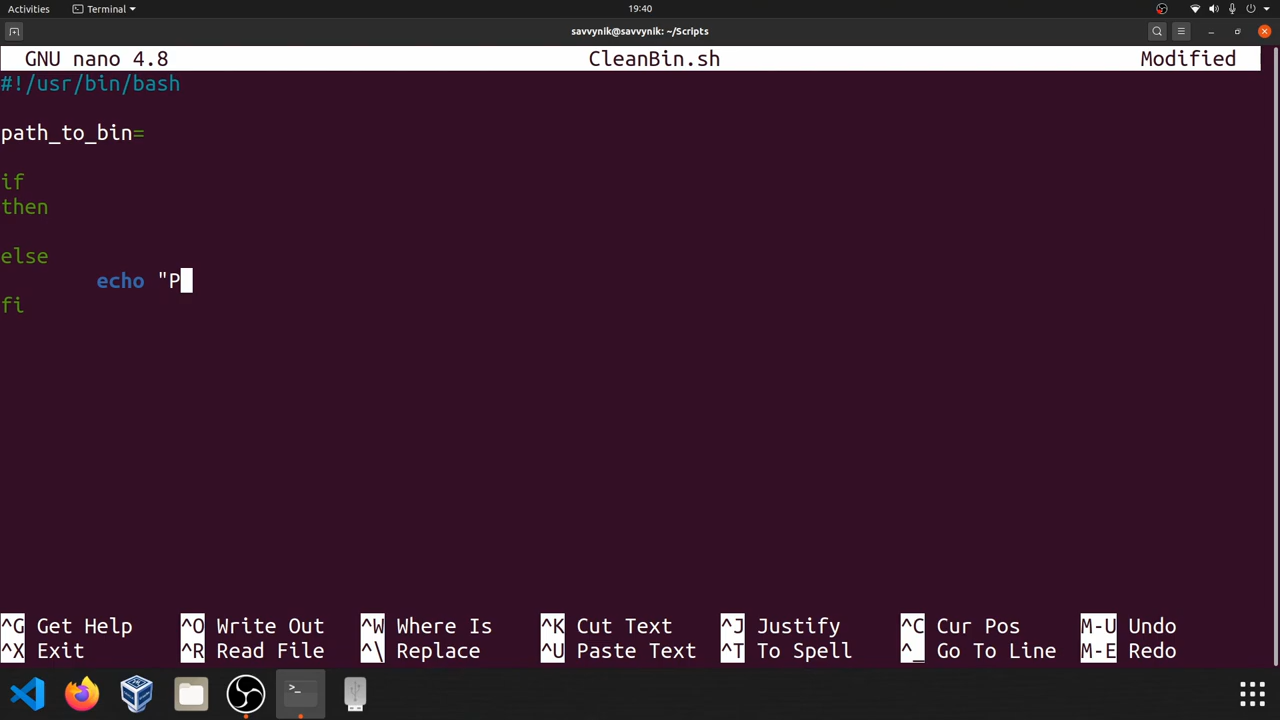 Activities Terminal 19:40
savvynik@savvynik: ~/Scripts
GNU nano 4.8 CleanBin.sh Modified
#!/usr/bin/bash
path_to_bin=
if
then
else
echo "P
fi
^G Get Help ^O Write Out ^W Where Is ^K Cut Text ^J Justify ^C Cur Pos M-U Undo
^X Exit ^R Read File ^\ Replace ^U Paste Text ^T To Spell ^_ Go To Line M-E Redo